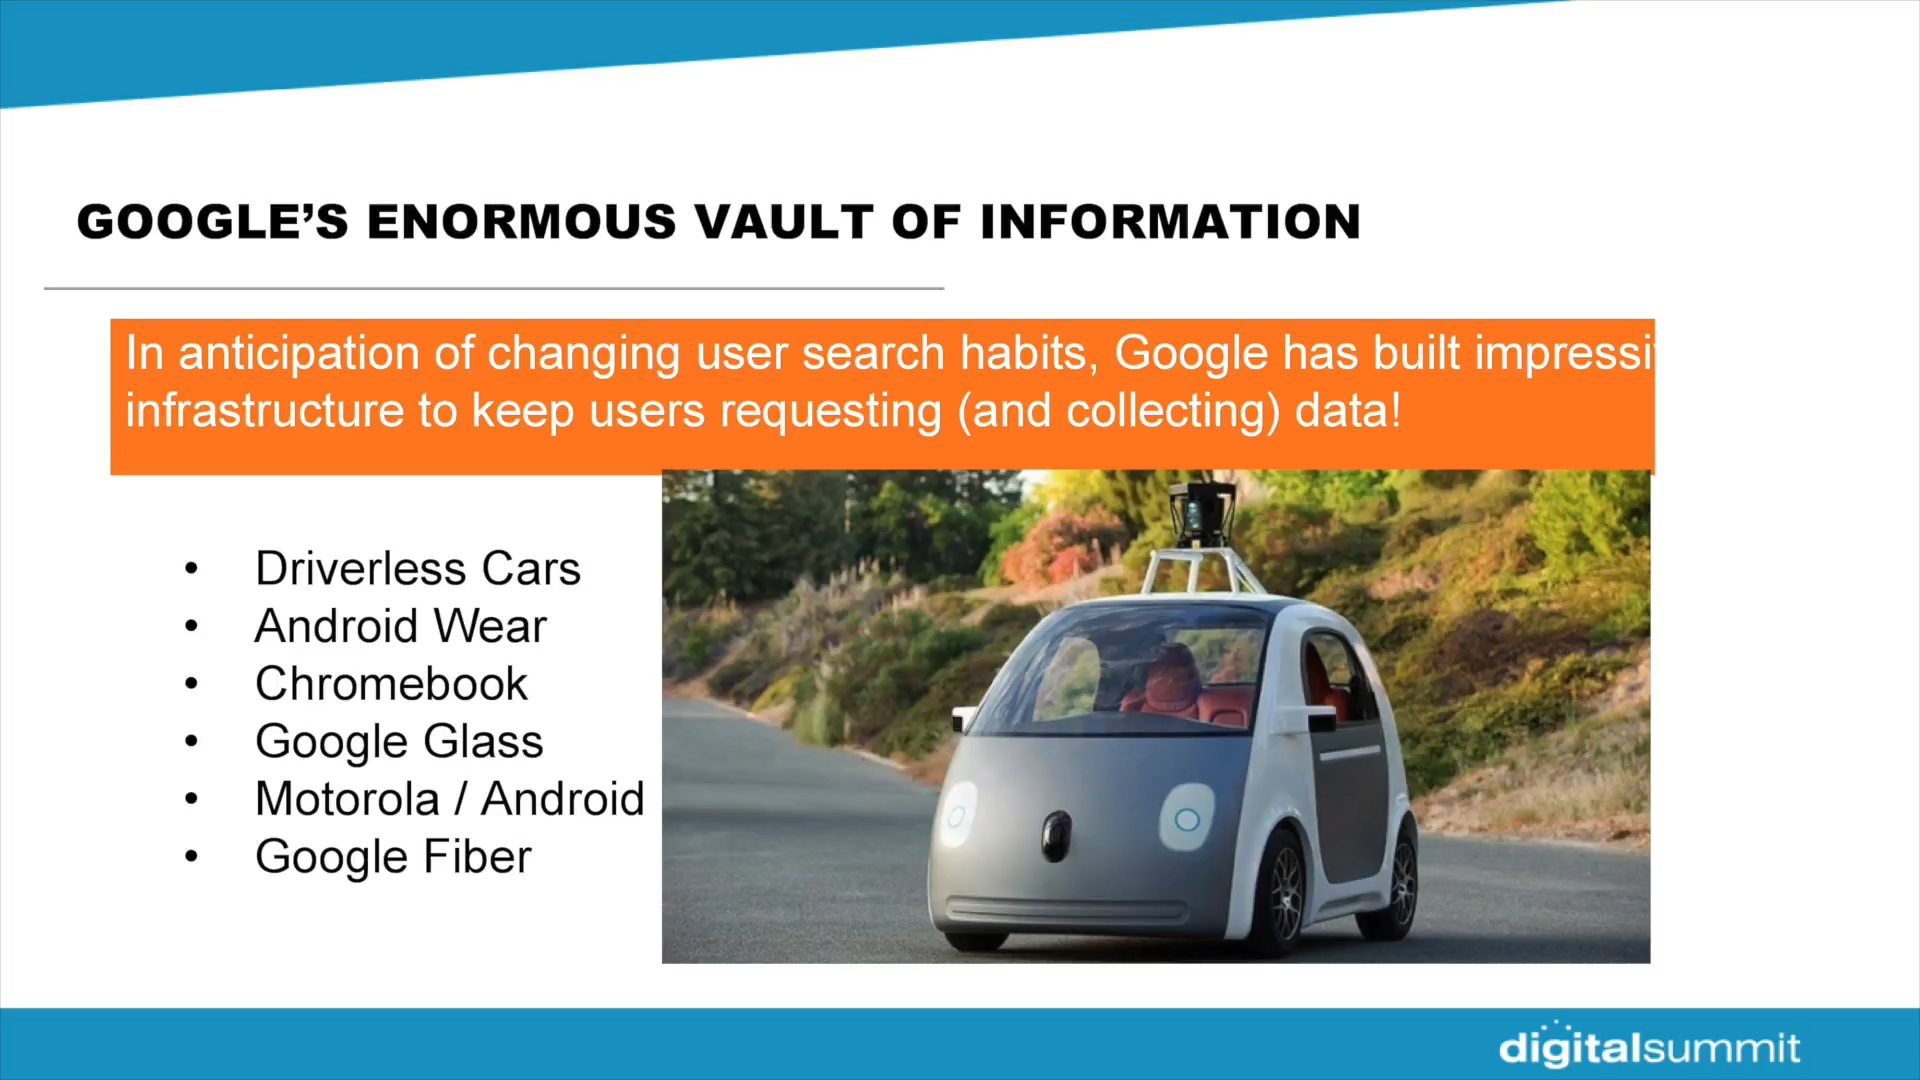 GOOGLE’S ENORMOUS VAULT OF INFORMATION
In anticipation of changing user search habits, Google has built
infrastructure to keep users requesting (and collecting) data!
• Driverless Cars
• Android Wear
• Chromebook
• Google Glass
• Motorola / Android
• Google Fiber
digitalsummit